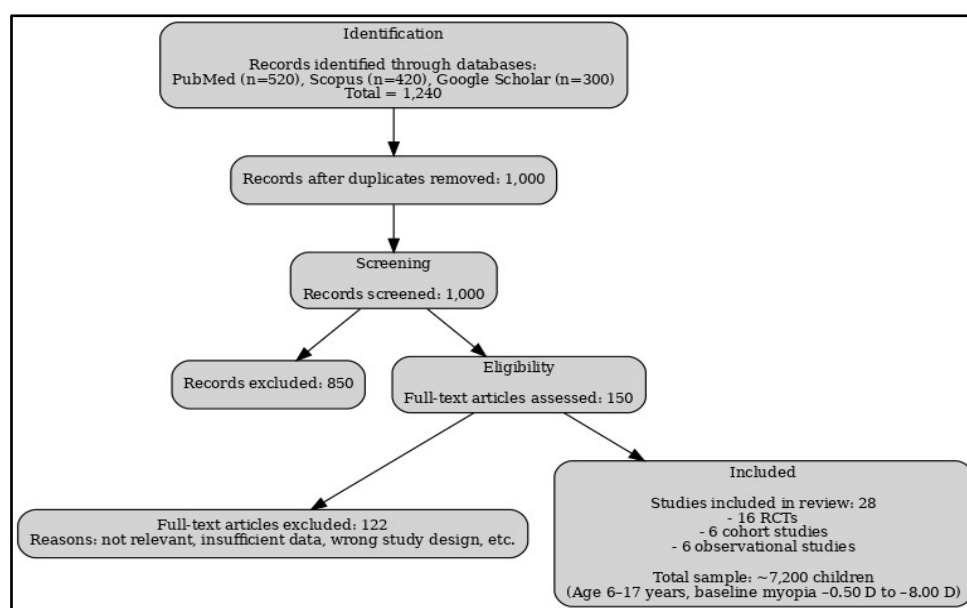 Identification
Records identified through databases:
PubMed (n=520), Scopus (n=420), Google Scholar (n=300)
Total = 1,240
Records after duplicates removed: 1,000
Screening
Records screened: 1,000
Records excluded: 850
Eligibility
Full-text articles assessed: 150
Full-text articles excluded: 122
Reasons: not relevant, insufficient data, wrong study design, etc.
Included
Studies included in review: 28
- 16 RCTs
- 6 cohort studies
- 6 observational studies
Total sample: ~7,200 children
(Age 6–17 years, baseline myopia –0.50 D to –8.00 D)